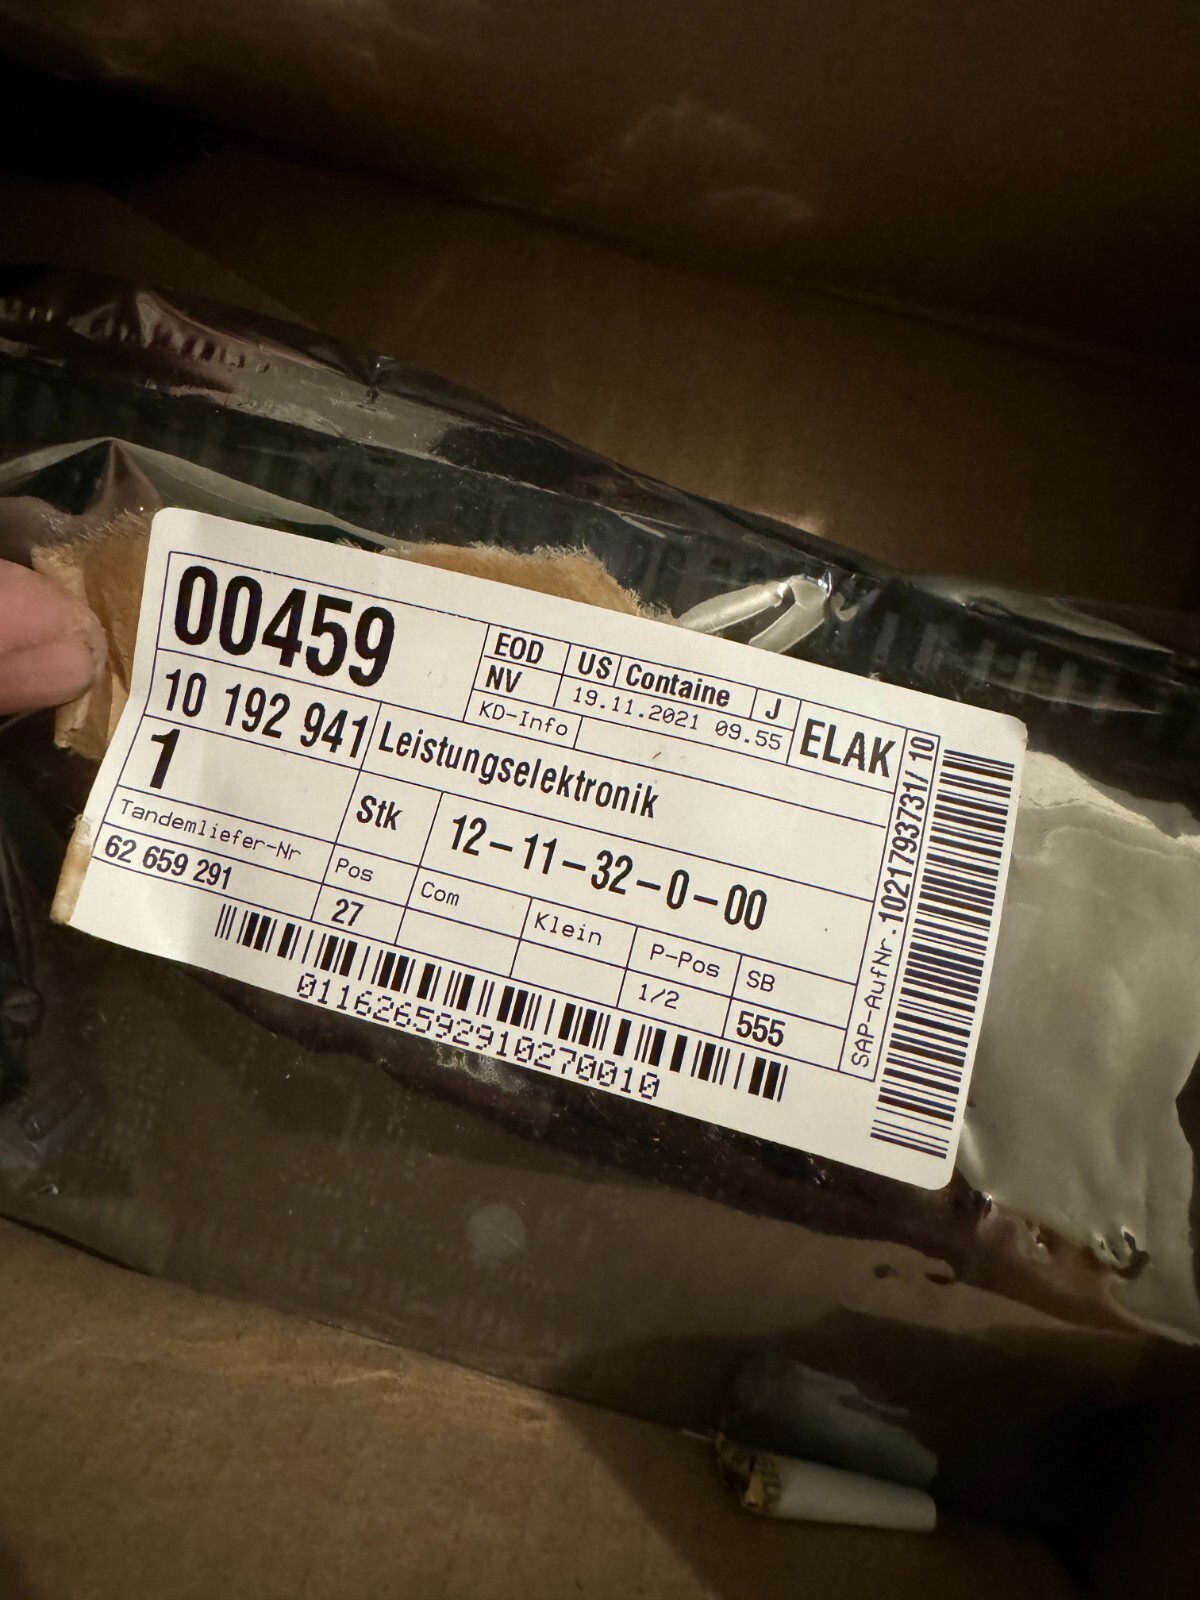 00459
EOD US Containe J
NV 19.11.2021 09.55
KD-Info
ELAK
10 192 941 Leistungselektronik
1 Stk 12-11-32-0-00
Tandemliefer-Nr Pos Com Klein P-Pos SB
62 659 291 27 1/2 555
01162659291027001​0
SAP-AufNr. 1021793731/ 10